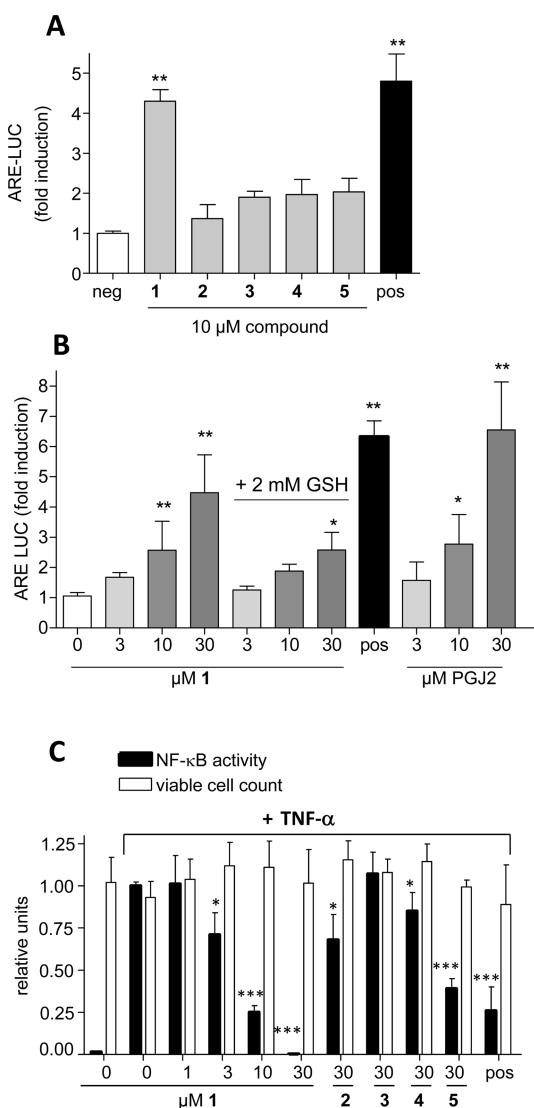 A
ARE-LUC
(fold induction)
5
4
3
2
1
0
** **
neg 1 2 3 4 5 pos
10 µM compound
B
ARE LUC (fold induction)
8
7
6
5
4
3
2
1
0
** ** + 2 mM GSH * ** * **
0 3 10 30 3 10 30 pos 3 10 30
µM 1 µM PGJ2
C
NF-κB activity
viable cell count
+ TNF-α
relative units
1.25
1.00
0.75
0.50
0.25
0.00
* *** *** * * *** ***
0 0 1 3 10 30 30 30 30 30 pos
µM 1 2 3 4 5